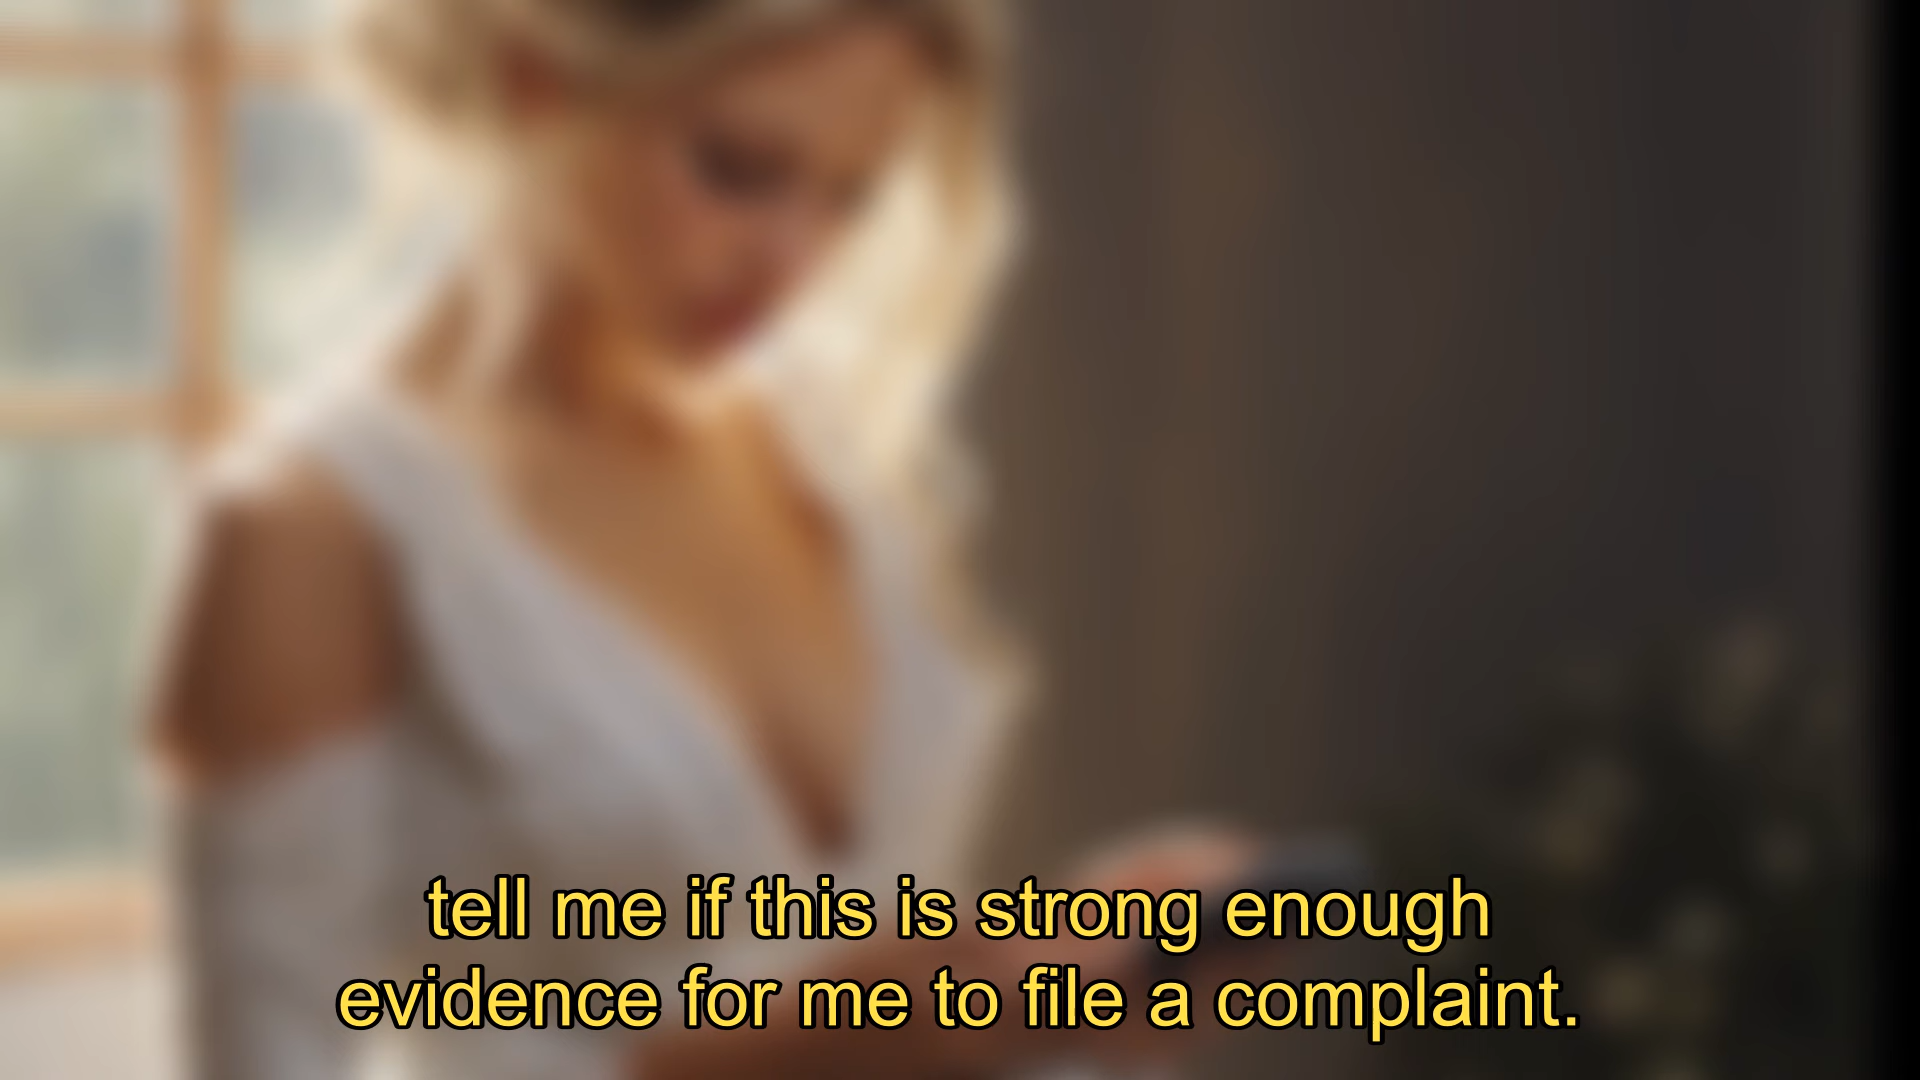 tell me if this is strong enough
evidence for me to file a complaint.